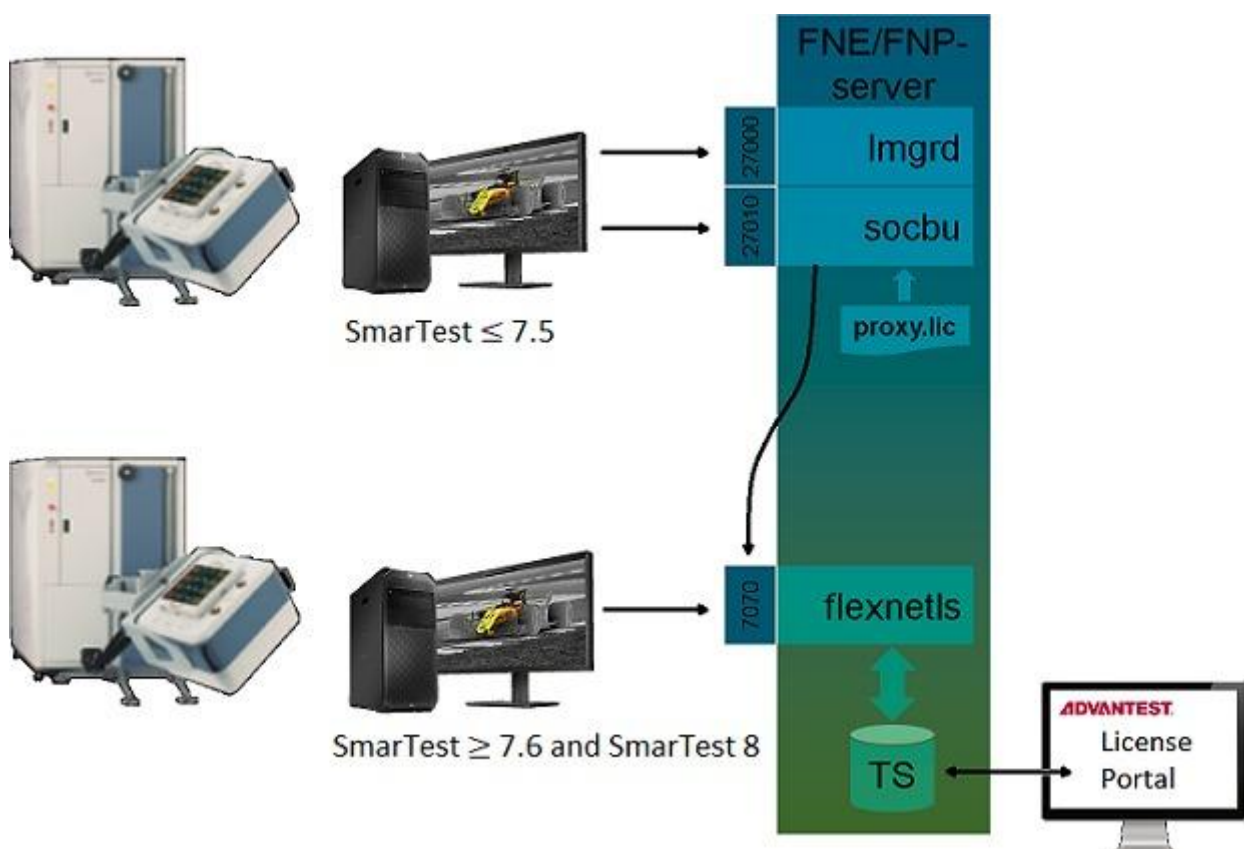 FNE/FNP-
server
27000
lmgrd
27010
socbu
proxy.lic
SmarTest ≤ 7.5
7070
flexnetls
SmarTest ≥ 7.6 and SmarTest 8
TS
ADVANTEST
License
Portal